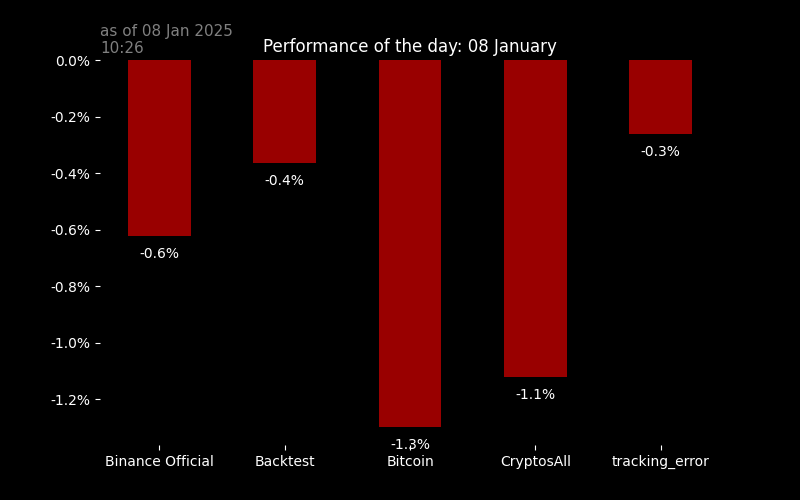 as of 08 Jan 2025
10:26
Performance of the day: 08 January
0.0%
-0.2%
-0.4%
-0.6%
-0.8%
-1.0%
-1.2%
-0.6%
-0.4%
-1.3%
-1.1%
-0.3%
Binance Official
Backtest
Bitcoin
CryptosAll
tracking_error